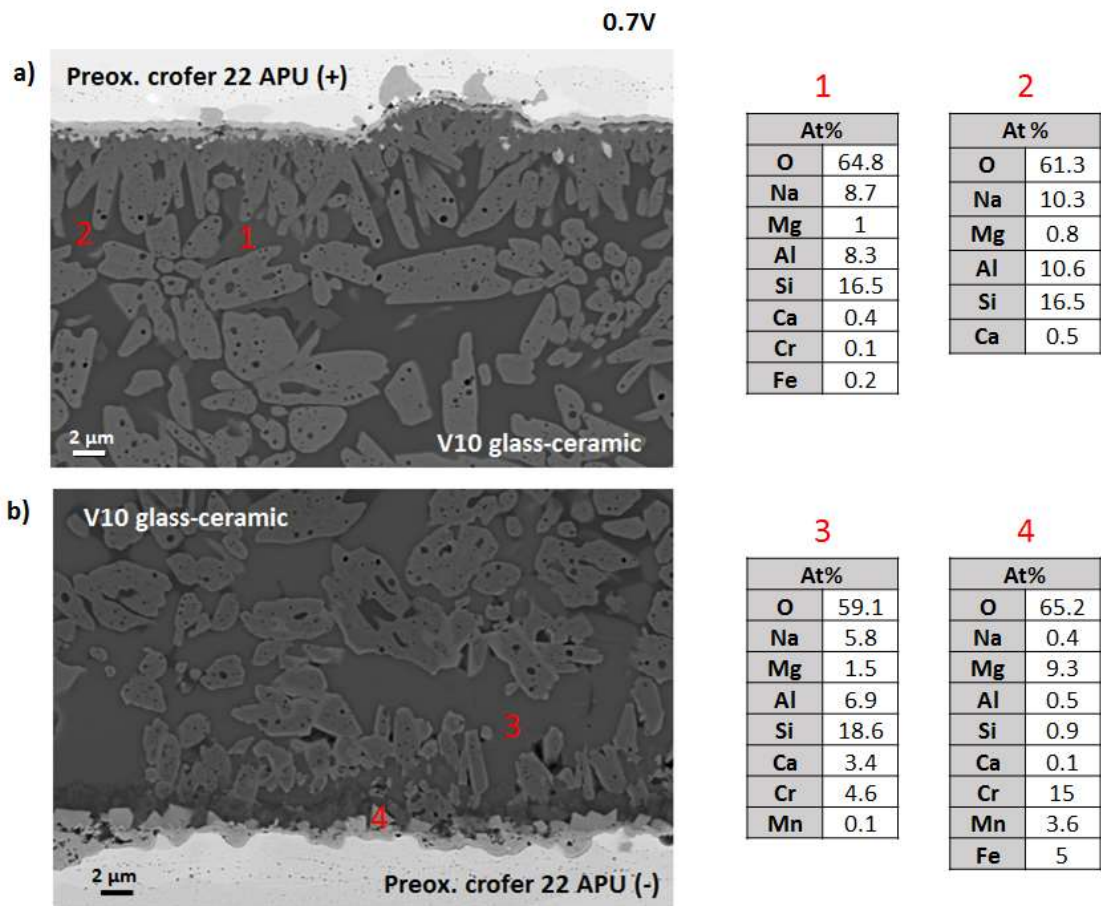 0.7V
a)
Preox. crofer 22 APU (+)
2
1
2 µm
V10 glass-ceramic
1
At%
O 64.8
Na 8.7
Mg 1
Al 8.3
Si 16.5
Ca 0.4
Cr 0.1
Fe 0.2
2
At %
O 61.3
Na 10.3
Mg 0.8
Al 10.6
Si 16.5
Ca 0.5
b)
V10 glass-ceramic
3
4
2 µm
Preox. crofer 22 APU (-)
3
At%
O 59.1
Na 5.8
Mg 1.5
Al 6.9
Si 18.6
Ca 3.4
Cr 4.6
Mn 0.1
4
At%
O 65.2
Na 0.4
Mg 9.3
Al 0.5
Si 0.9
Ca 0.1
Cr 15
Mn 3.6
Fe 5